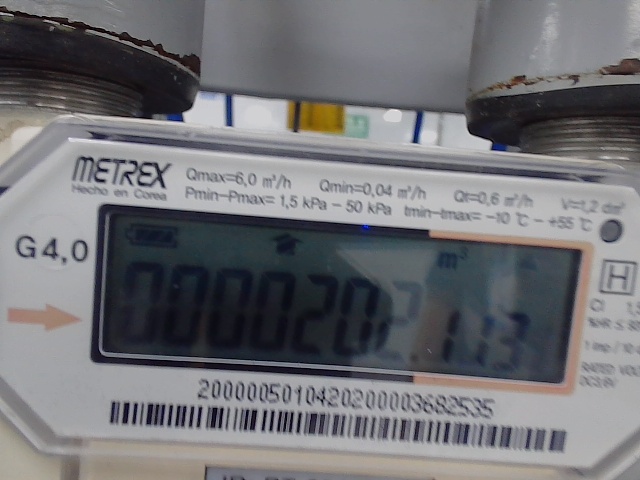 METREX
Hecho en Corea
Qmax=6,0 m³/h Qmin=0,04 m³/h Qt=0,6 m³/h V=1,2 dm³
Pmin-Pmax= 1,5 kPa - 50 kPa tmin-tmax= -10 °C - +55 °C
G4,0
m³
H
0000202.
2000005010420200003682535